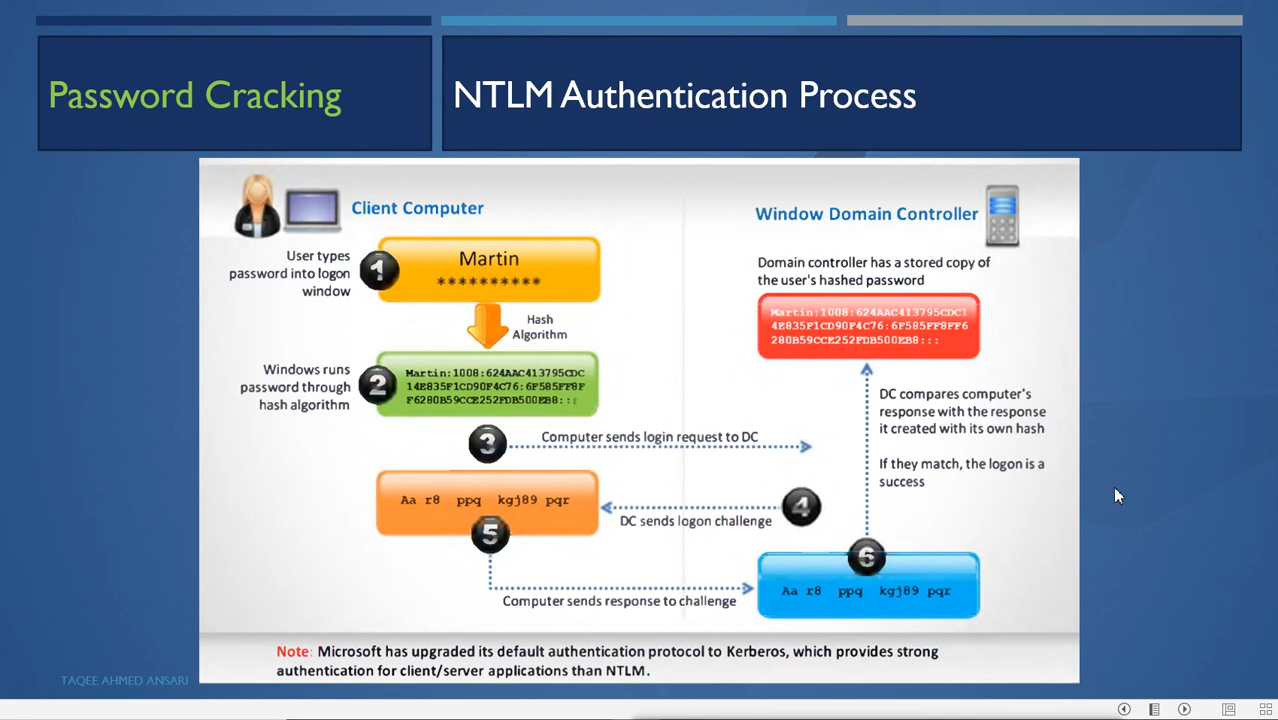 Password Cracking
NTLM Authentication Process
Client Computer
Window Domain Controller
User types
password into logon
window
1
Martin
**********
Domain controller has a stored copy of
the user's hashed password
Martin:1008:624AAC413795CDC1
4E835F1CD90F4C76:6F585FF8FF6
280B59CCE252FDB500EB8:::
Hash
Algorithm
Windows runs
password through
hash algorithm
2
Martin:1008:624AAC413795CDC
14E835F1CD90F4C76:6F585FF8F
F6280B59CCE252FDB500EB8:::
DC compares computer's
response with the response
it created with its own hash
If they match, the logon is a
success
3
Computer sends login request to DC
Aa r8 ppq kgj89 pqr
4
DC sends logon challenge
5
Computer sends response to challenge
6
Aa r8 ppq kgj89 pqr
Note: Microsoft has upgraded its default authentication protocol to Kerberos, which provides strong
authentication for client/server applications than NTLM.
TAQEE AHMED ANSARI